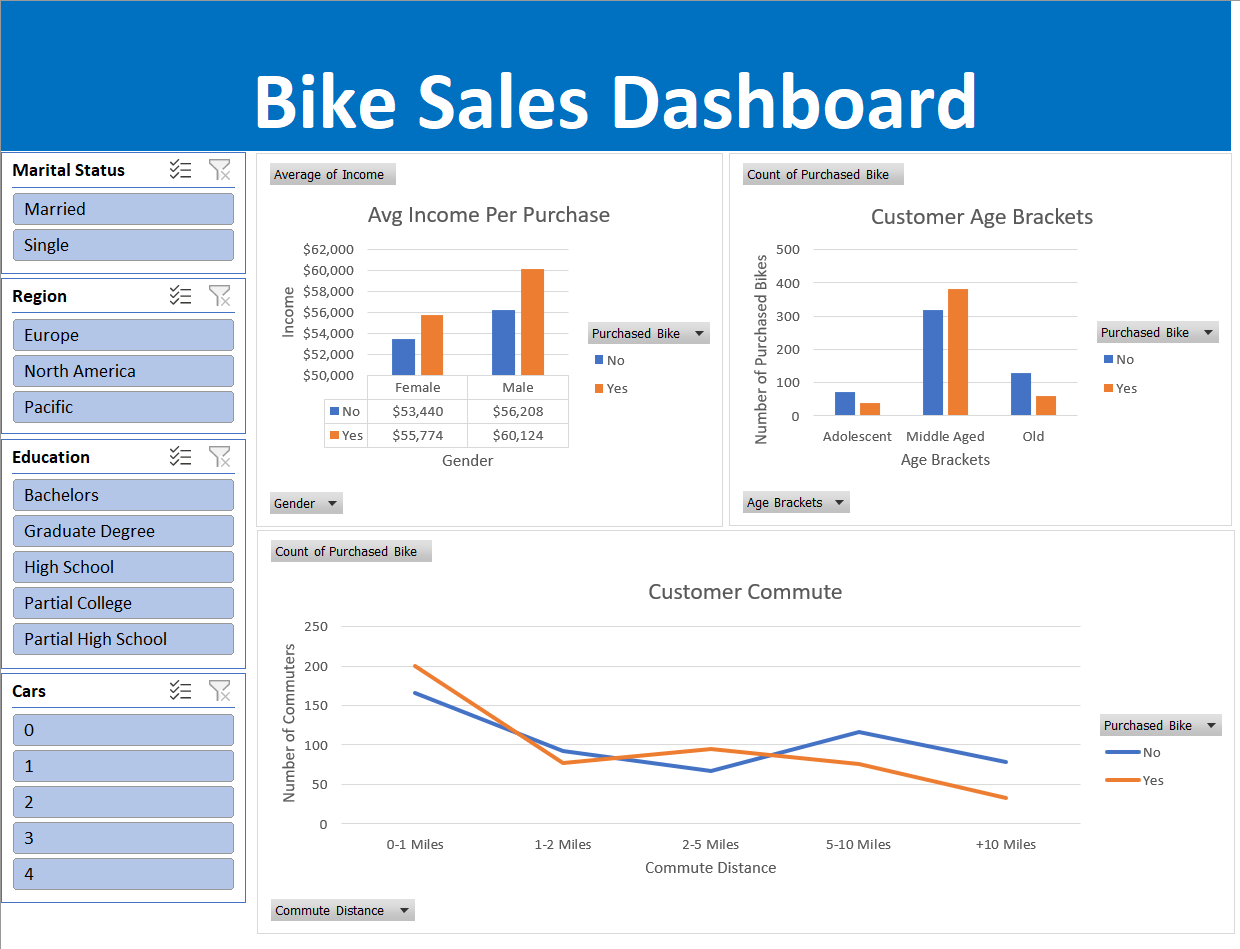 Bike Sales Dashboard
Marital Status
Married
Single
Region
Europe
North America
Pacific
Education
Bachelors
Graduate Degree
High School
Partial College
Partial High School
Cars
0
1
2
3
4
Average of Income
Avg Income Per Purchase
Income
$62,000
$60,000
$58,000
$56,000
$54,000
$52,000
$50,000
Female Male
No $53,440 $56,208
Yes $55,774 $60,124
Gender
Purchased Bike
No
Yes
Gender
Count of Purchased Bike
Customer Age Brackets
Number of Purchased Bikes
500
400
300
200
100
0
Adolescent Middle Aged Old
Age Brackets
Purchased Bike
No
Yes
Age Brackets
Count of Purchased Bike
Customer Commute
Number of Commuters
250
200
150
100
50
0
0-1 Miles 1-2 Miles 2-5 Miles 5-10 Miles +10 Miles
Commute Distance
Purchased Bike
No
Yes
Commute Distance